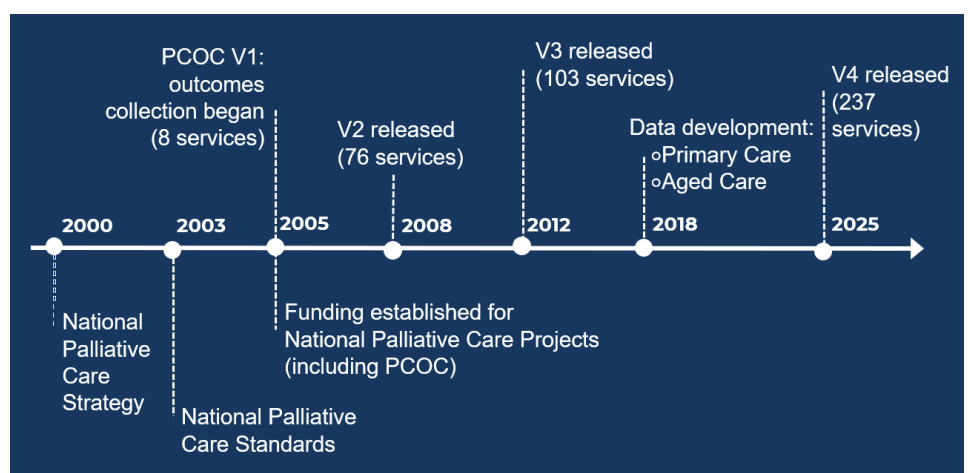 PCOC V1:
outcomes
collection began
(8 services)
V2 released
(76 services)
V3 released
(103 services)
Data development:
∘Primary Care
∘Aged Care
V4 released
(237
services)
2000
2003
2005
2008
2012
2018
2025
National
Palliative
Care
Strategy
National Palliative
Care Standards
Funding established for
National Palliative Care Projects
(including PCOC)